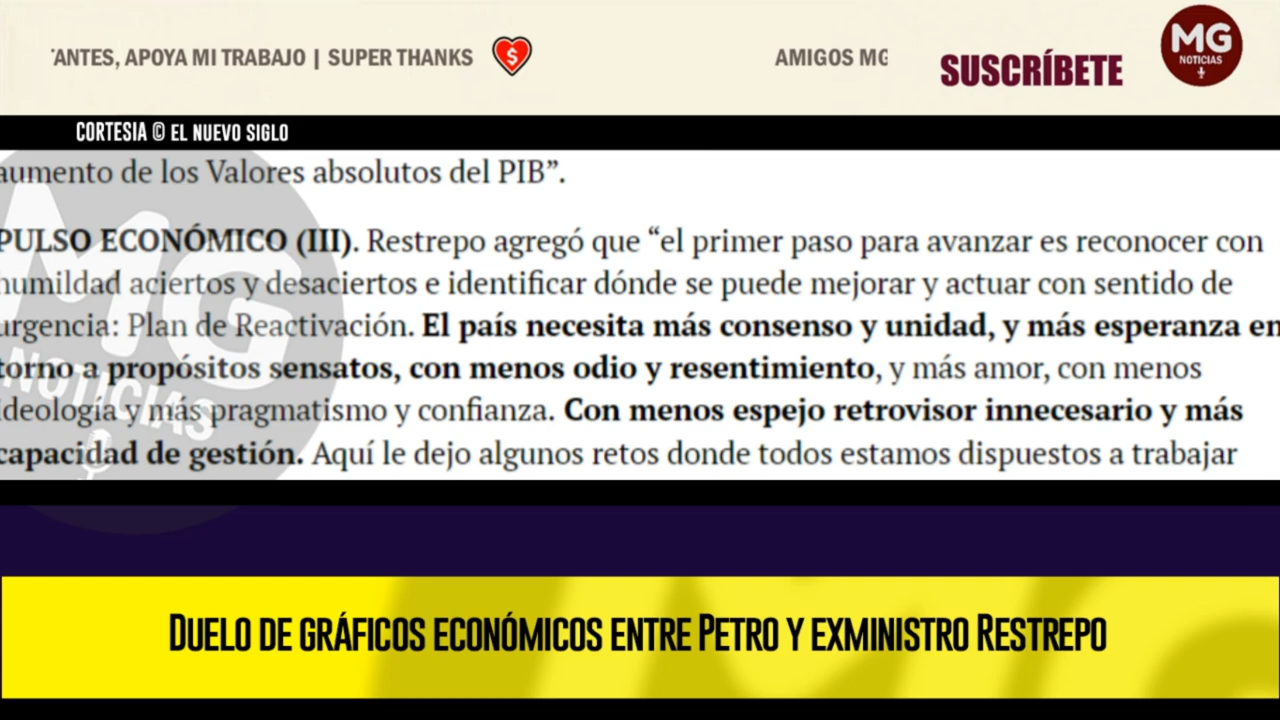 APOYA MI TRABAJO | SUPER THANKS
$
AMIGOS
SUSCRÍBETE
MG
NOTICIAS
CORTESIA © EL NUEVO SIGLO
aumento de los Valores absolutos del PIB”.
PULSO ECONÓMICO (III). Restrepo agregó que “el primer paso para avanzar es reconocer con
humildad aciertos y desaciertos e identificar dónde se puede mejorar y actuar con sentido de
urgencia: Plan de Reactivación. El país necesita más consenso y unidad, y más esperanza en
torno a propósitos sensatos, con menos odio y resentimiento, y más amor, con menos
ideología y más pragmatismo y confianza. Con menos espejo retrovisor innecesario y más
capacidad de gestión. Aquí le dejo algunos retos donde todos estamos dispuestos a trabajar
MG
NOTICIAS
DUELO DE GRÁFICOS ECONÓMICOS ENTRE PETRO Y EXMINISTRO RESTREPO